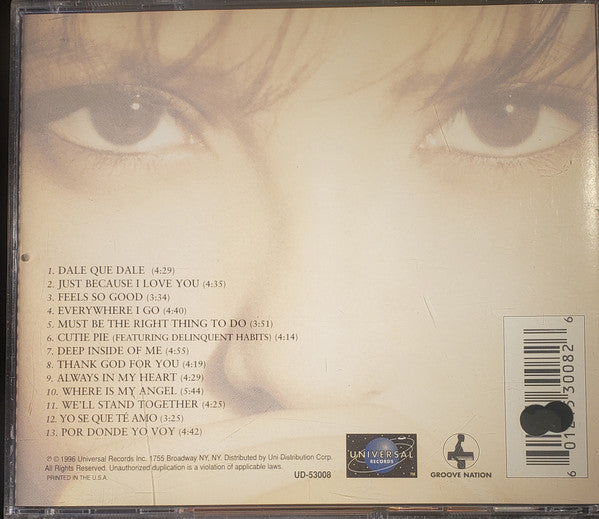 1. DALE QUE DALE (4:29)
2. JUST BECAUSE I LOVE YOU (4:35)
3. FEELS SO GOOD (3:34)
4. EVERYWHERE I GO (4:40)
5. MUST BE THE RIGHT THING TO DO (3:51)
6. CUTIE PIE (FEATURING DELINQUENT HABITS) (4:14)
7. DEEP INSIDE OF ME (4:55)
8. THANK GOD FOR YOU (4:19)
9. ALWAYS IN MY HEART (4:29)
10. WHERE IS MY ANGEL (5:44)
11. WE'LL STAND TOGETHER (4:25)
12. YO SE QUE TÉ AMO (3:25)
13. POR DONDE YO VOY (4:42)
℗ © 1996 Universal Records Inc. 1755 Broadway NY, NY. Distributed by Uni Distribution Corp.
All Rights Reserved. Unauthorized duplication is a violation of applicable laws.
PRINTED IN THE U.S.A.
UD-53008
UNIVERSAL
RECORDS
™
GROOVE NATION
30082 6